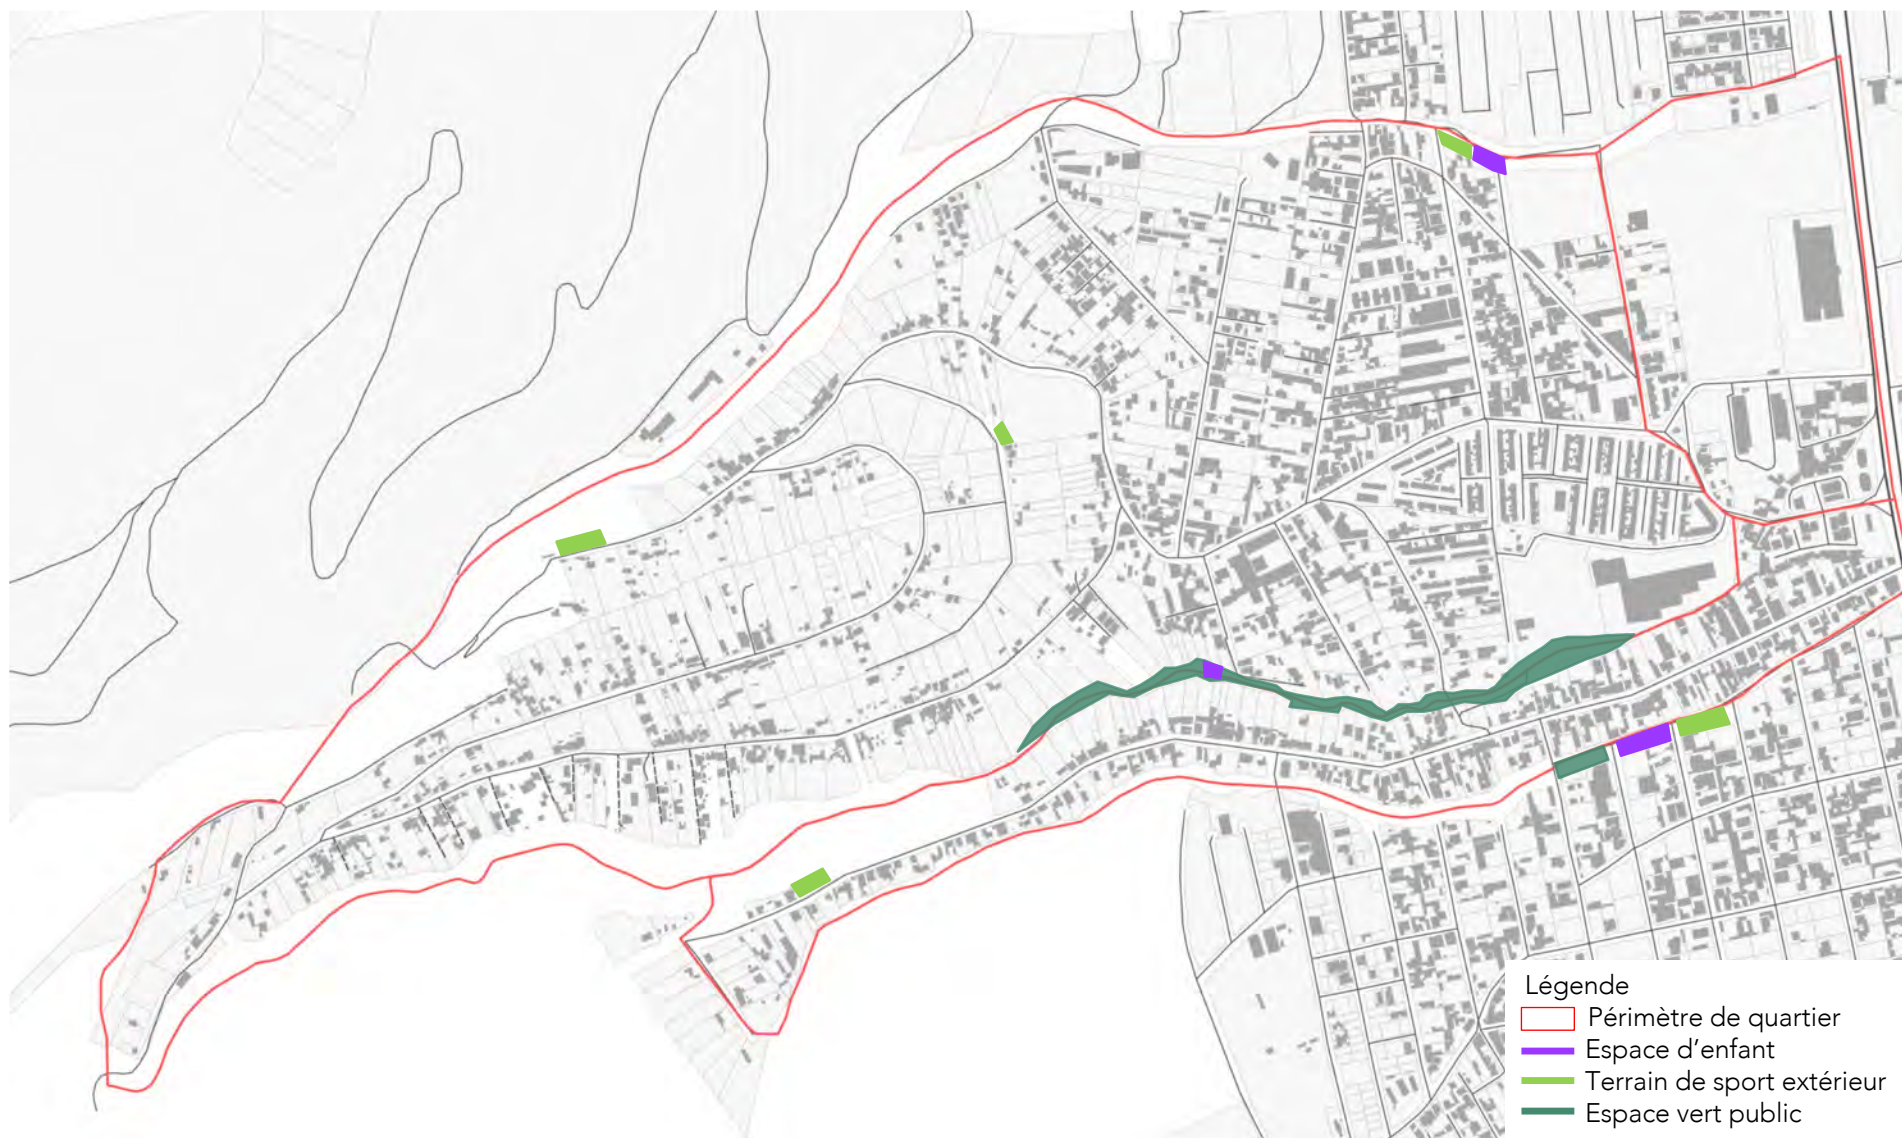 Légende
Périmètre de quartier
Espace d'enfant
Terrain de sport extérieur
Espace vert public